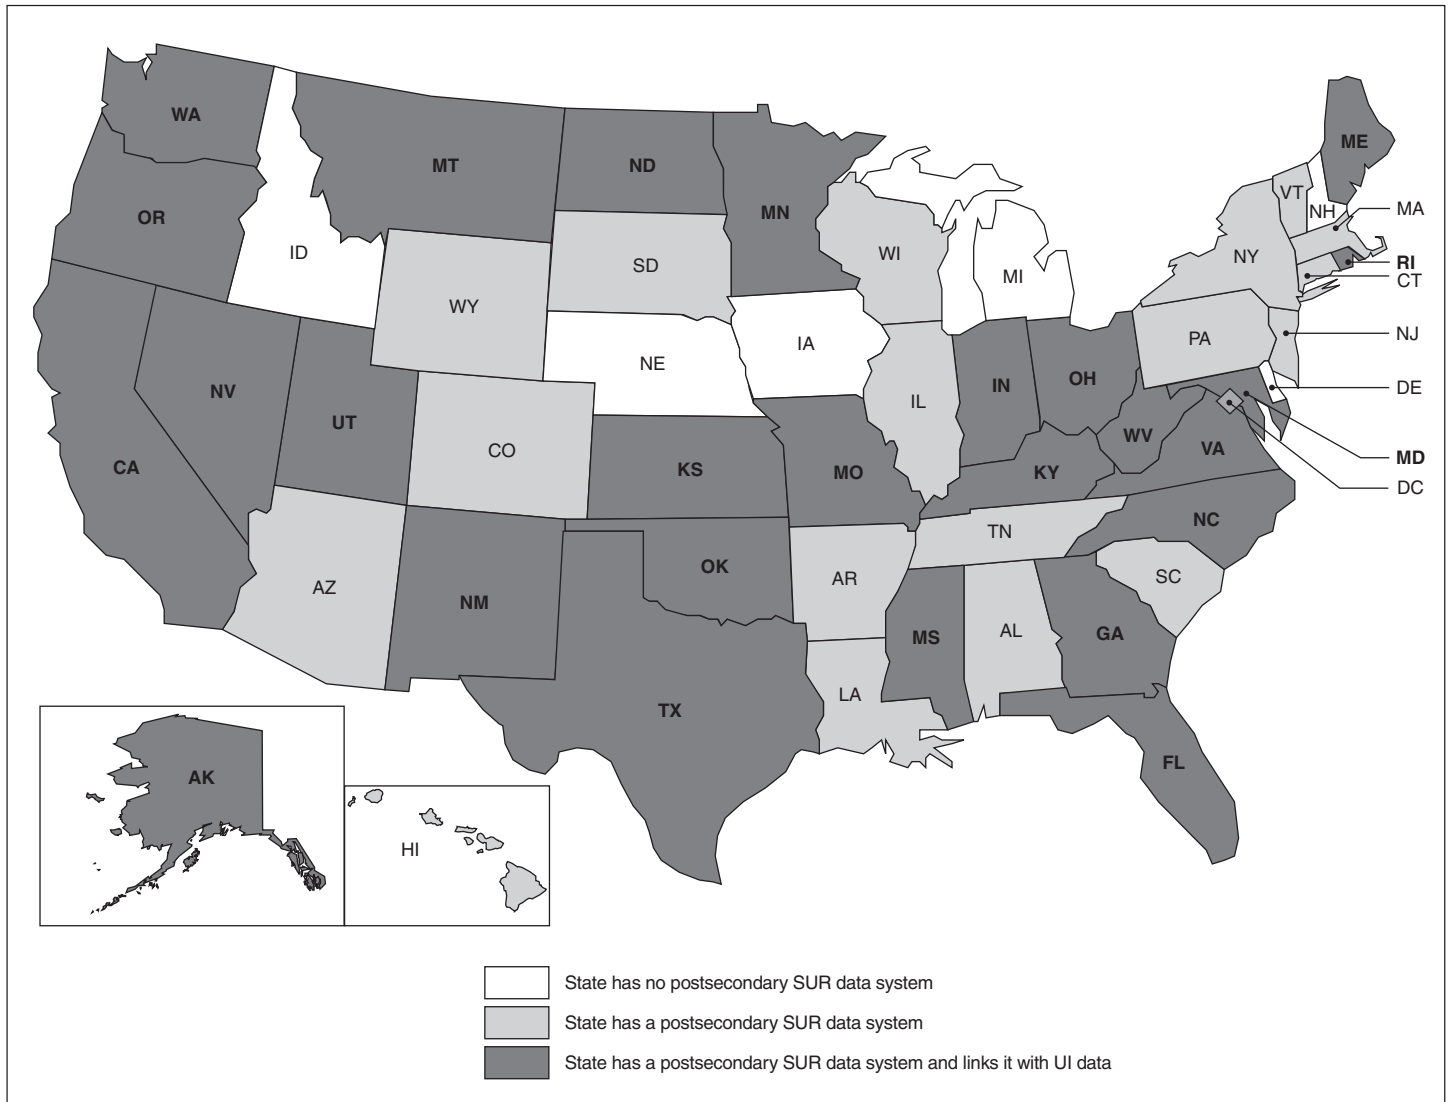 WA
MT
ND
ME
OR
MN
VT
NH
MA
ID
WI
NY
SD
MI
RI
CT
WY
IA
PA
NJ
NE
OH
IN
DE
NV
IL
UT
CO
WV
VA
MD
CA
KS
MO
KY
DC
NC
TN
OK
AR
SC
AZ
NM
MS
AL
GA
LA
TX
FL
AK
HI
State has no postsecondary SUR data system
State has a postsecondary SUR data system
State has a postsecondary SUR data system and links it with UI data